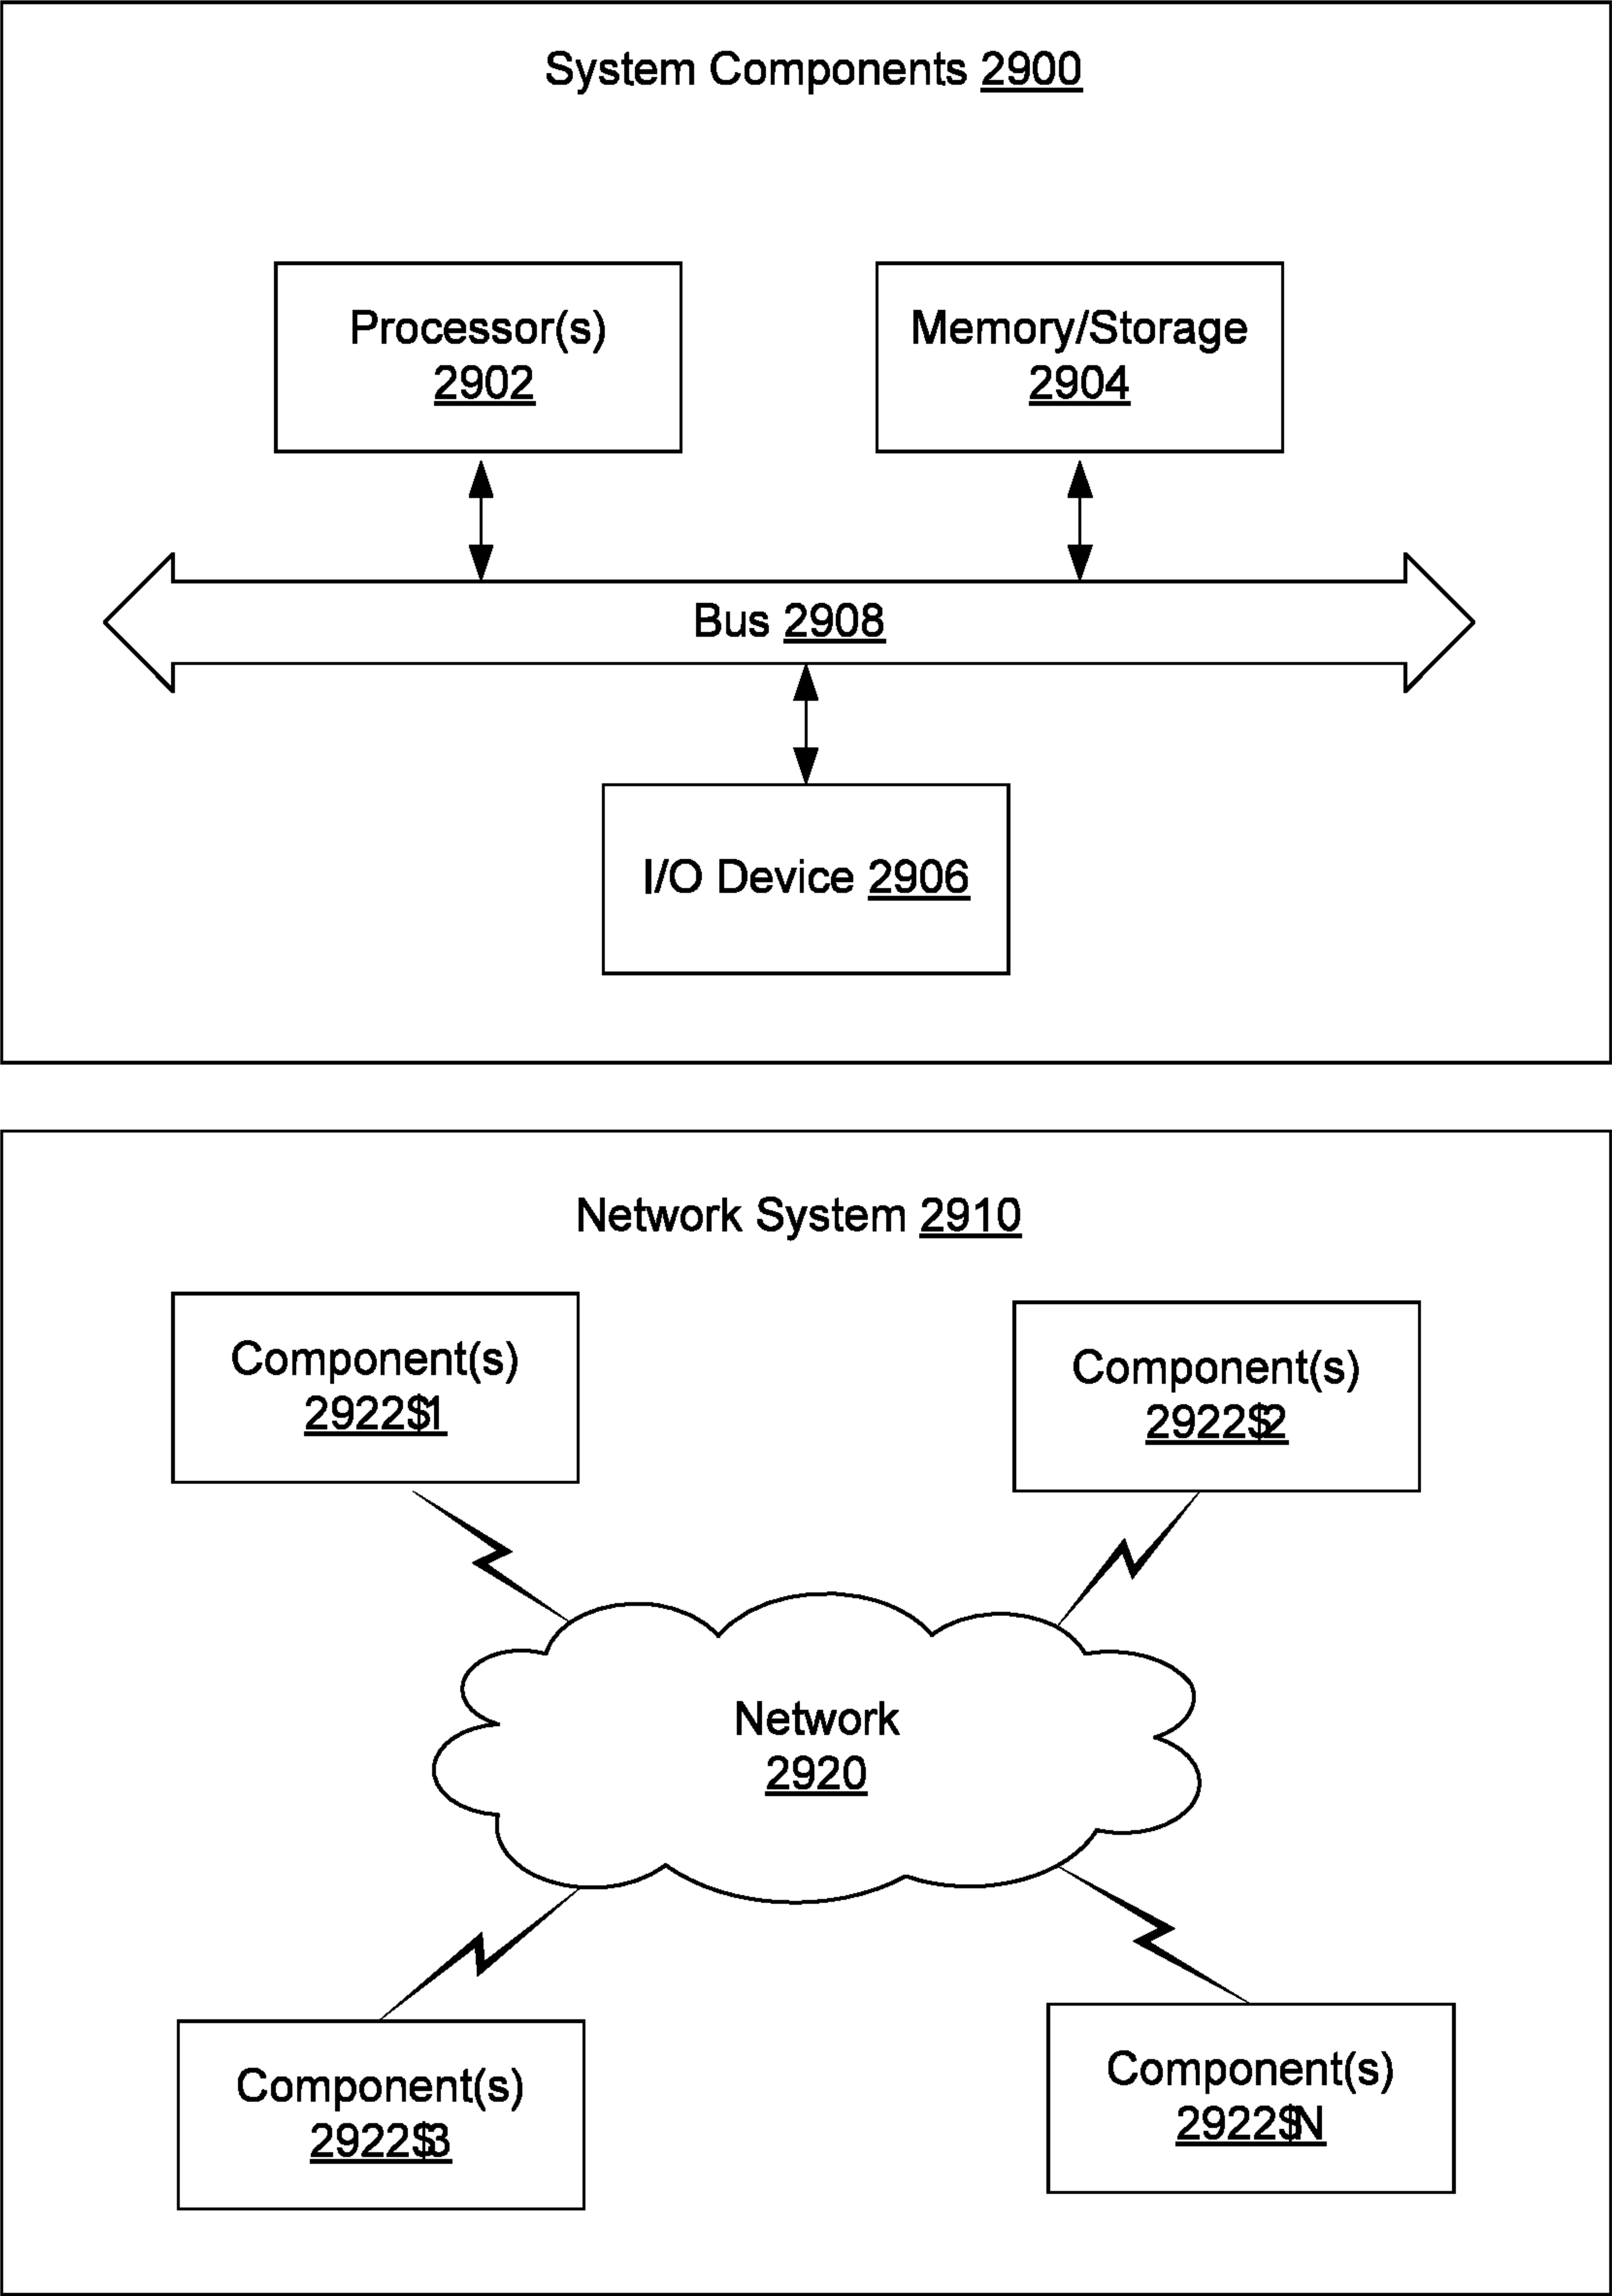 System Components 2900
Processor(s)
2902
Memory/Storage
2904
Bus 2908
I/O Device 2906
Network System 2910
Component(s)
2922$1
Component(s)
2922$2
Network
2920
Component(s)
2922$3
Component(s)
2922$N